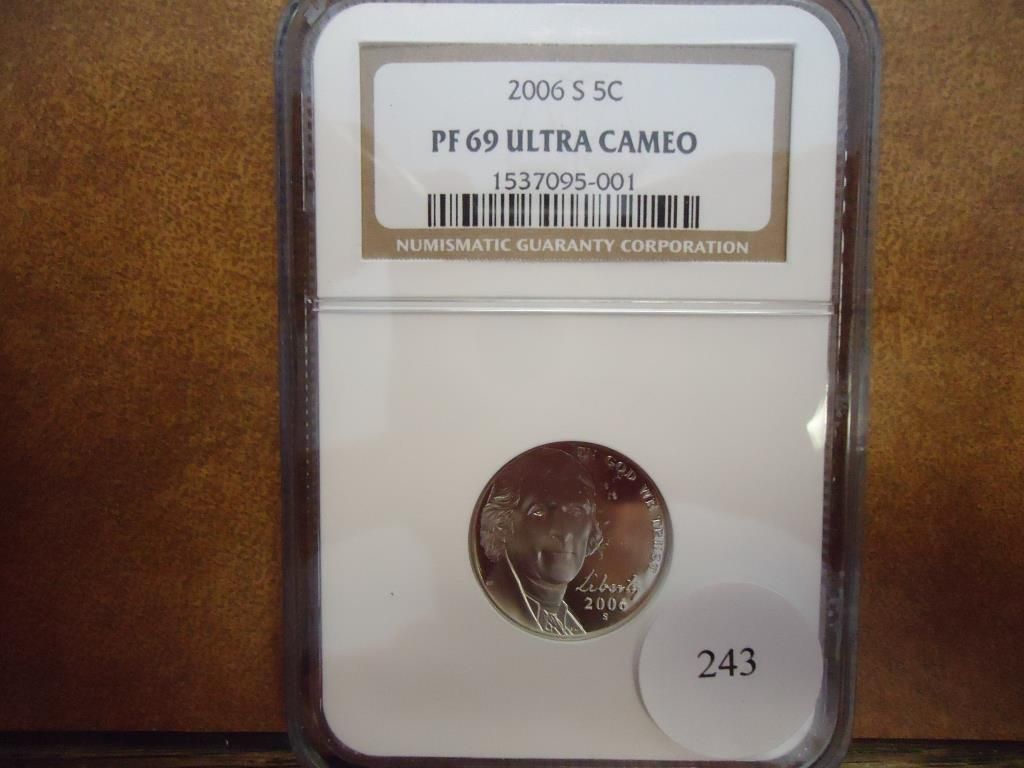 2006 S 5C
PF 69 ULTRA CAMEO
1537095-001
NUMISMATIC GUARANTY CORPORATION
IN GOD WE TRUST
Liberty
2006
S
243